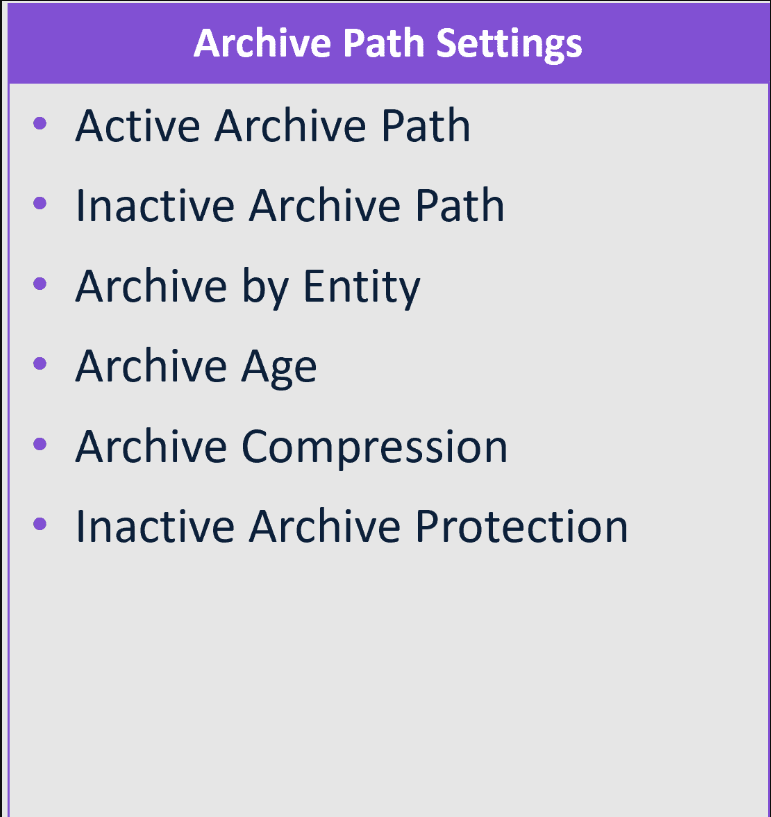 Archive Path Settings
• Active Archive Path
• Inactive Archive Path
• Archive by Entity
• Archive Age
• Archive Compression
• Inactive Archive Protection